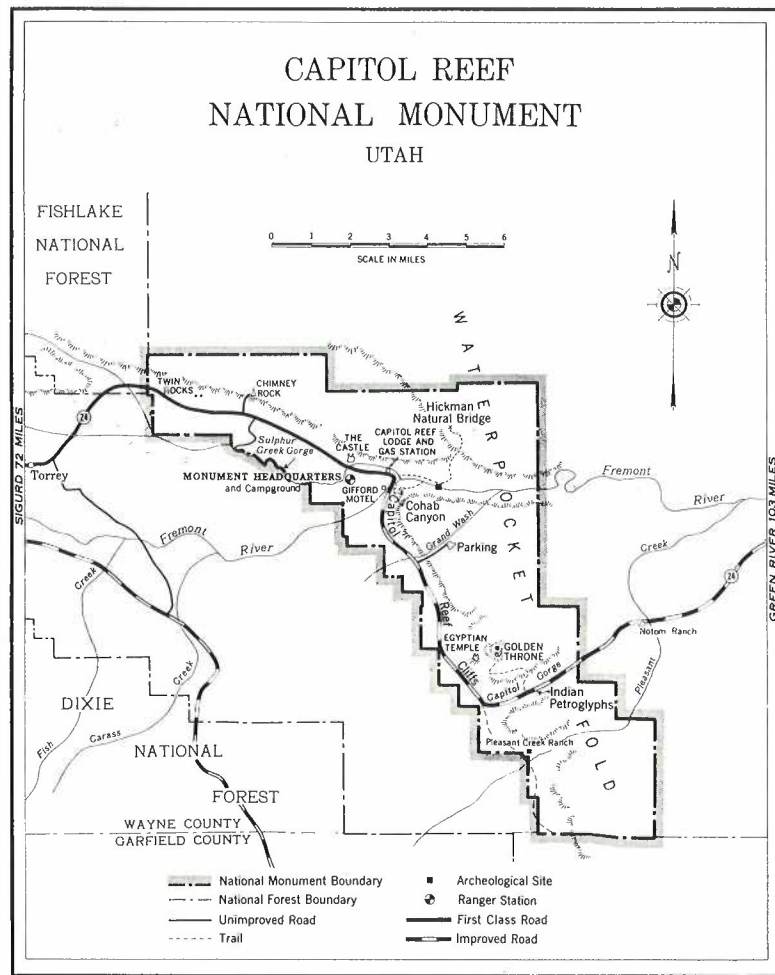 CAPITOL REEF
NATIONAL MONUMENT
UTAH
FISHLAKE
NATIONAL
FOREST
0 1 2 3 4 5 6
SCALE IN MILES
N
WATERPOCKET
FOLD
TWIN
ROCKS
CHIMNEY
ROCK
Hickman
Natural Bridge
24
Sulphur
Creek Gorge
THE
CASTLE
CAPITOL REEF
LODGE AND
GAS STATION
SIGURD 72 MILES
Torrey
MONUMENT HEADQUARTERS
and Campground
GIFFORD
MOTEL
Fremont
River
Capitol
Reef
Cliffs
Cohab
Canyon
Grand Wash
Parking
Fremont
River
Creek
Creek
24
GREEN RIVER 103 MILES
Notom Ranch
EGYPTIAN
TEMPLE
GOLDEN
THRONE
Capitol Gorge
Indian
Petroglyphs
Pleasant
Creek
DIXIE
NATIONAL
FOREST
Fish
Carass
Pleasant Creek Ranch
WAYNE COUNTY
GARFIELD COUNTY
National Monument Boundary
National Forest Boundary
Unimproved Road
Trail
Archeological Site
Ranger Station
First Class Road
Improved Road